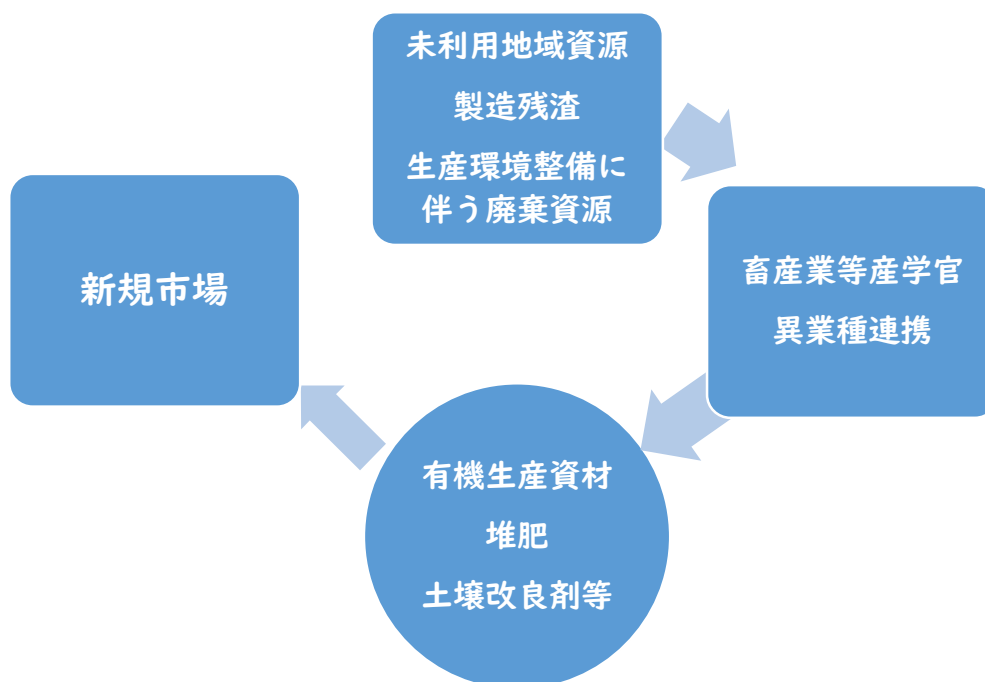 未利用地域資源
製造残渣
生産環境整備に
伴う廃棄資源
畜産業等産学官
異業種連携
有機生産資材
堆肥
土壌改良剤等
新規市場